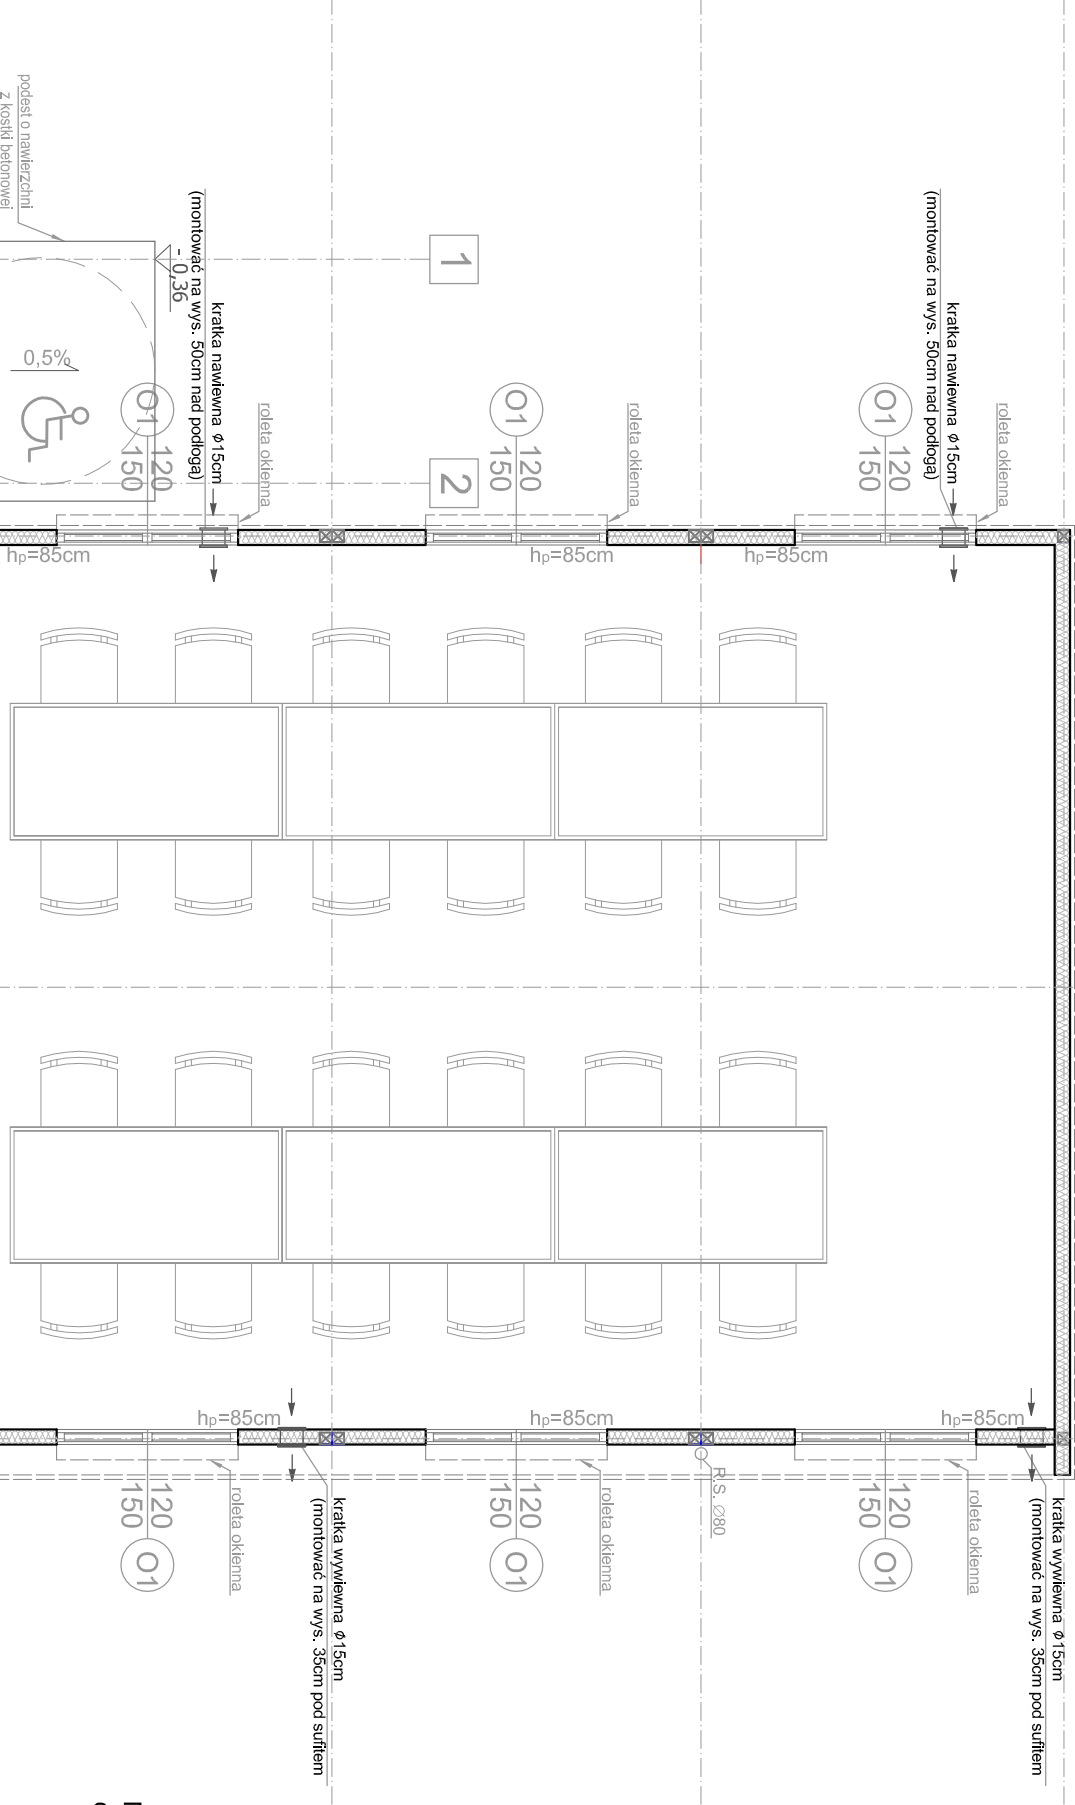 podest o nawierzchni
z kostki betonowej
- 0,36
0,5%
1
2
kratka nawiewna ø15cm
(montować na wys. 50cm nad podłogą)
kratka nawiewna ø15cm
(montować na wys. 50cm nad podłogą)
roleta okienna
roleta okienna
roleta okienna
O1
120
150
O1
120
150
O1
120
150
hp=85cm
hp=85cm
hp=85cm
hp=85cm
hp=85cm
hp=85cm
R.S. ∅80
120
150
O1
120
150
O1
120
150
O1
roleta okienna
roleta okienna
roleta okienna
kratka wywiewna ø15cm
(montować na wys. 35cm pod sufitem
kratka wywiewna ø15cm
(montować na wys. 35cm pod sufitem